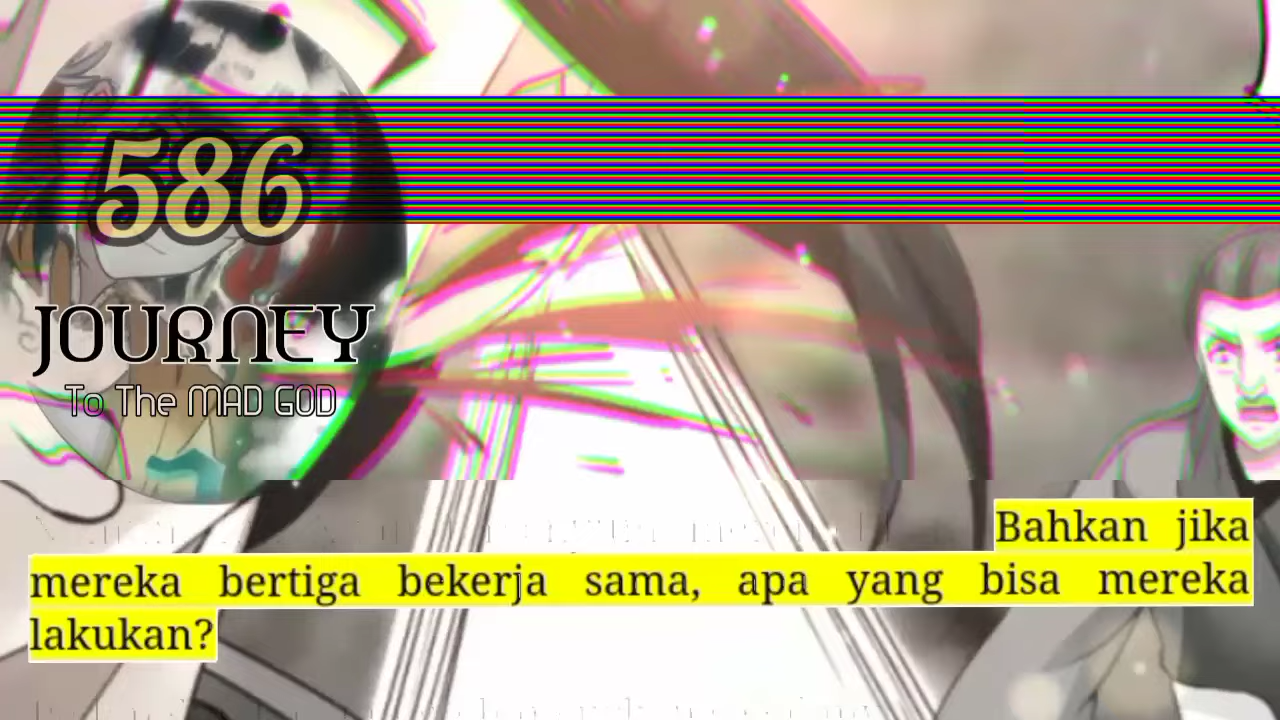 586
JOURNEY
To The MAD GOD
Bahkan jika
mereka bertiga bekerja sama, apa yang bisa mereka
lakukan?